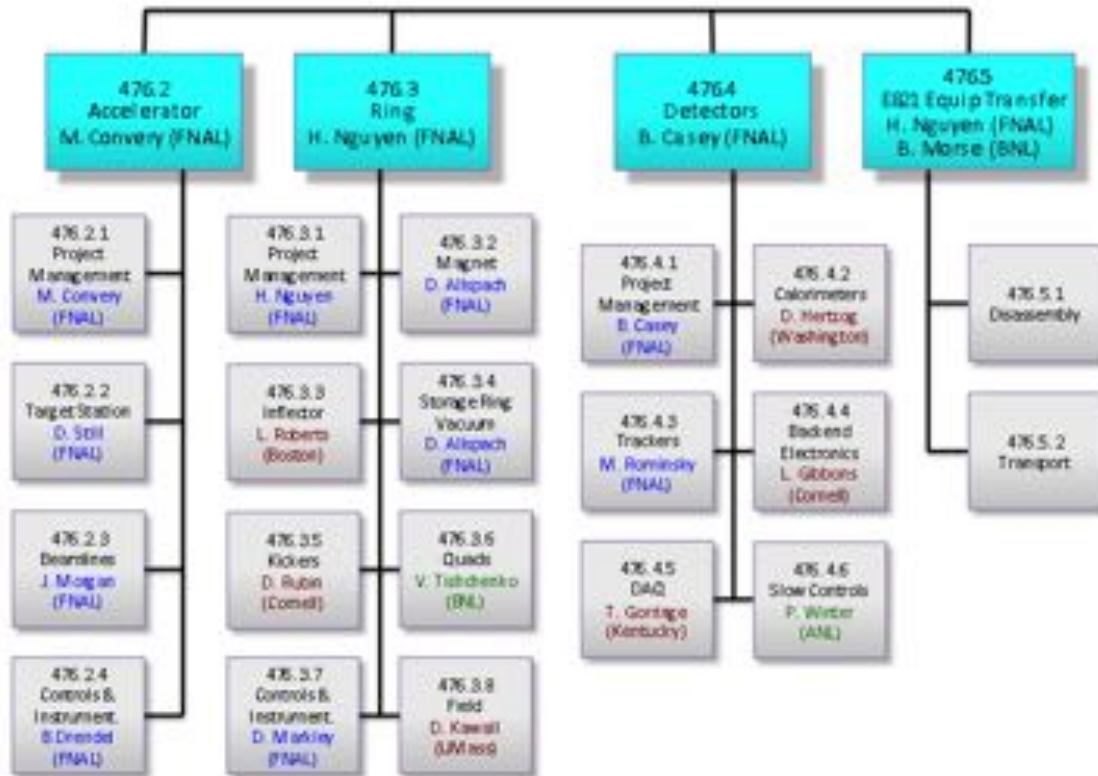 476.2
Accelerator
M. Convery (FNAL)
476.3
Ring
H. Nguyen (FNAL)
476.4
Detectors
B. Casey (FNAL)
476.5
E821 Equip Transfer
H. Nguyen (FNAL)
B. Morse (BNL)
476.2.1
Project
Management
M. Convery
(FNAL)
476.2.2
Target Station
D. Still
(FNAL)
476.2.3
Beamlines
J. Morgan
(FNAL)
476.2.4
Controls &
Instrument.
B.Drendel
(FNAL)
476.3.1
Project
Management
H. Nguyen
(FNAL)
476.3.2
Magnet
D. Allspach
(FNAL)
476.3.3
Inflector
L. Roberts
(Boston)
476.3.4
Storage Ring
Vacuum
D. Allspach
(FNAL)
476.3.5
Kickers
D. Rubin
(Cornell)
476.3.6
Quads
V. Tishchenko
(BNL)
476.3.7
Controls &
Instrument.
D. Markley
(FNAL)
476.3.8
Field
D. Kawall
(UMass)
476.4.1
Project
Management
B. Casey
(FNAL)
476.4.2
Calorimeters
D. Hertzog
(Washington)
476.4.3
Trackers
M. Rominsky
(FNAL)
476.4.4
Backend
Electronics
L. Gibbons
(Cornell)
476.4.5
DAQ
T. Gorringe
(Kentucky)
476.4.6
Slow Controls
P. Winter
(ANL)
476.5.1
Disassembly
476.5.2
Transport